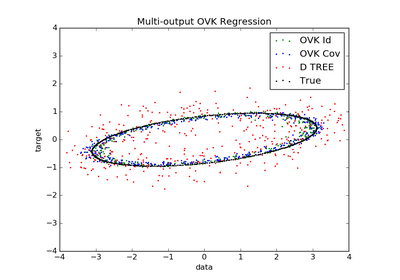 Multi-output OVK Regression
OVK Id
OVK Cov
D TREE
True
target
4
3
2
1
0
−1
−2
−3
−4
−4
−3
−2
−1
0
1
2
3
4
data